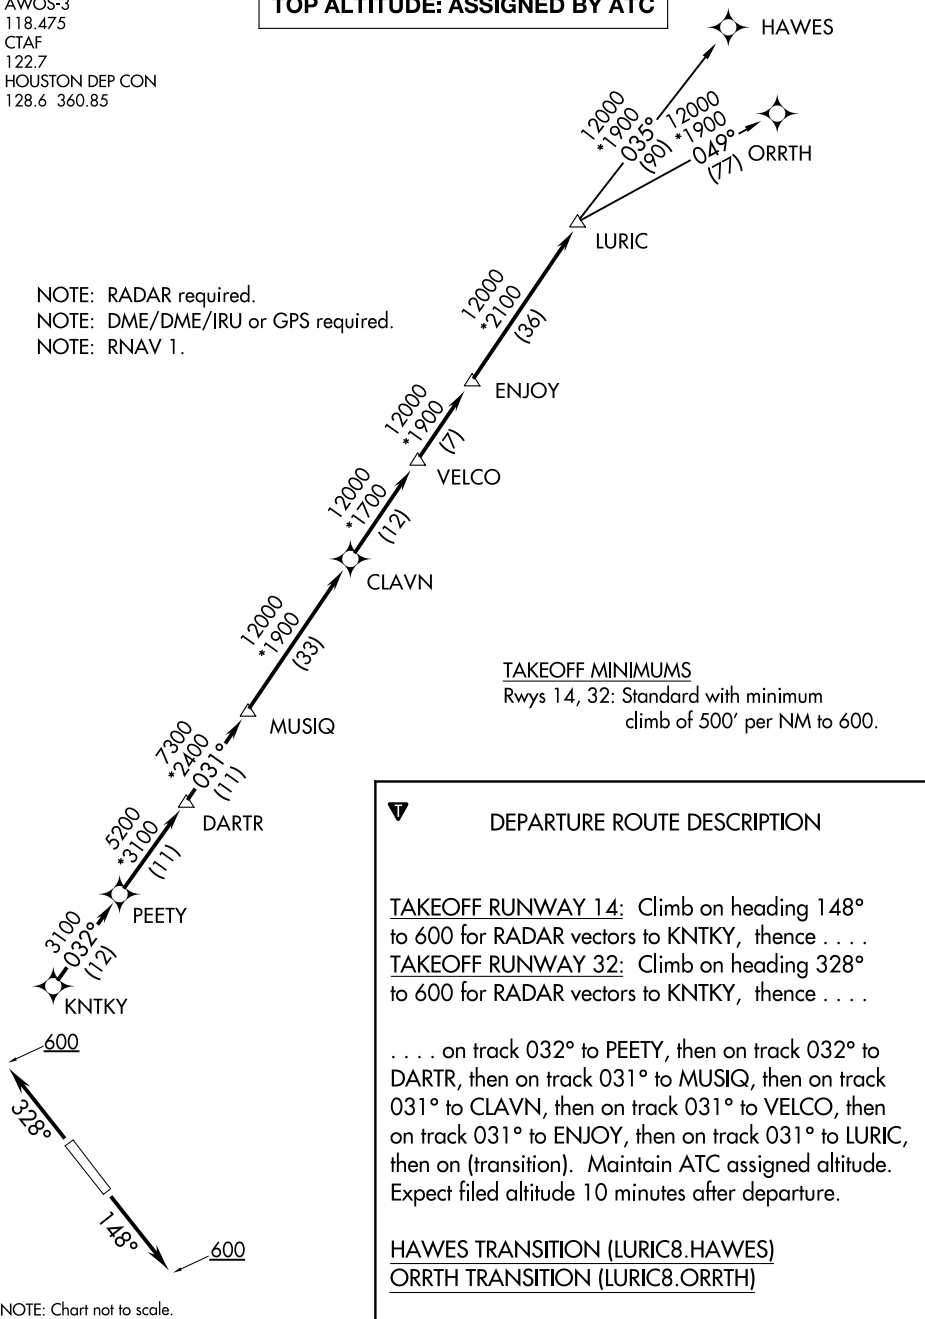 AWOS-3
118.475
CTAF
122.7
HOUSTON DEP CON
128.6 360.85
TOP ALTITUDE: ASSIGNED BY ATC
HAWES
12000
*1900
035°
(90)
12000
*1900
049°
(77)
ORRTH
LURIC
NOTE: RADAR required.
NOTE: DME/DME/IRU or GPS required.
NOTE: RNAV 1.
12000
*2100
(36)
ENJOY
12000
*1900
(7)
VELCO
12000
*1700
(12)
CLAVN
12000
*1900
(33)
MUSIQ
TAKEOFF MINIMUMS
Rwys 14, 32: Standard with minimum
climb of 500' per NM to 600.
7300
*2400
031°
(11)
DARTR
5200
*3100
(11)
PEETY
3100
032°
(12)
KNTKY
600
328°
148°
600
NOTE: Chart not to scale.
T
DEPARTURE ROUTE DESCRIPTION
TAKEOFF RUNWAY 14: Climb on heading 148°
to 600 for RADAR vectors to KNTKY, thence . . . .
TAKEOFF RUNWAY 32: Climb on heading 328°
to 600 for RADAR vectors to KNTKY, thence . . . .
. . . . on track 032° to PEETY, then on track 032° to
DARTR, then on track 031° to MUSIQ, then on track
031° to CLAVN, then on track 031° to VELCO, then
on track 031° to ENJOY, then on track 031° to LURIC,
then on (transition). Maintain ATC assigned altitude.
Expect filed altitude 10 minutes after departure.
HAWES TRANSITION (LURIC8.HAWES)
ORRTH TRANSITION (LURIC8.ORRTH)